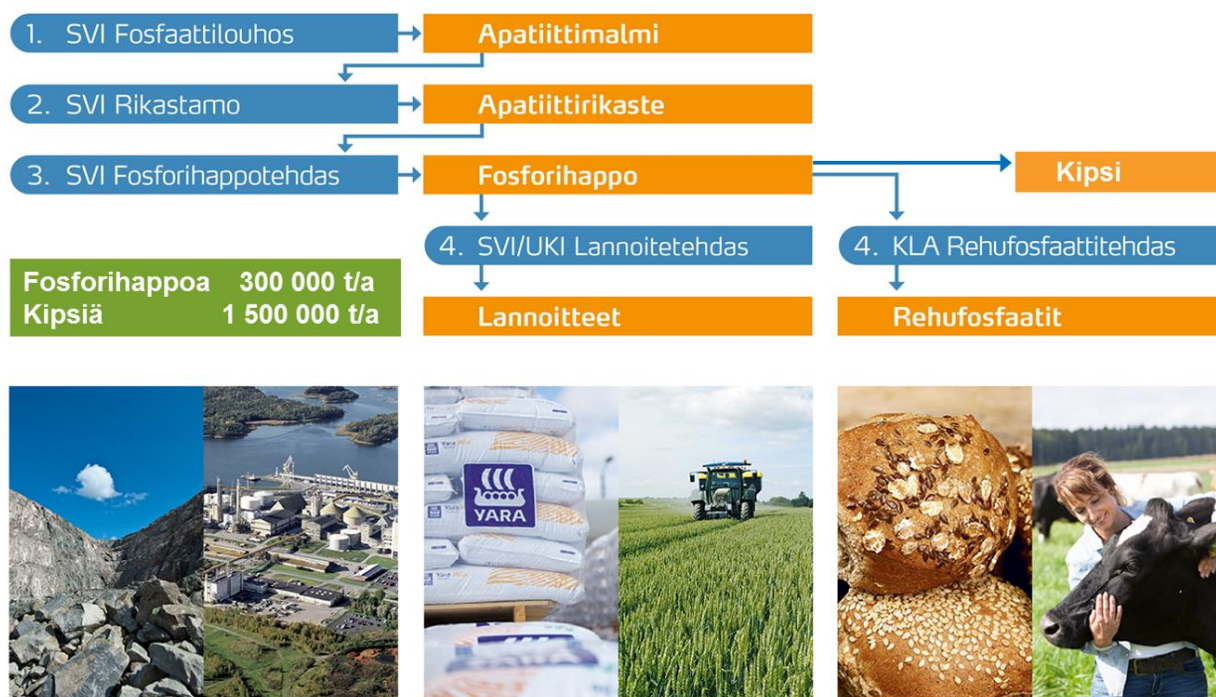 1. SVI Fosfaattilouhos
Apatiittimalmi
2. SVI Rikastamo
Apatiittirikaste
3. SVI Fosforihappotehdas
Fosforihappo
Kipsi
4. SVI/UKI Lannoitetehdas
4. KLA Rehufosfaattitehdas
Fosforihappoa 300 000 t/a
Kipsiä 1 500 000 t/a
Lannoitteet
Rehufosfaatit
YARA